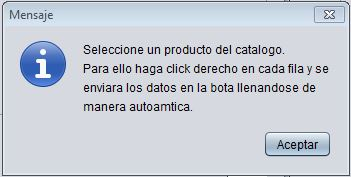 Mensaje
Seleccione un producto del catalogo.
Para ello haga click derecho en cada fila y se
enviara los datos en la bota llenandose de
manera autoamtica.
Aceptar